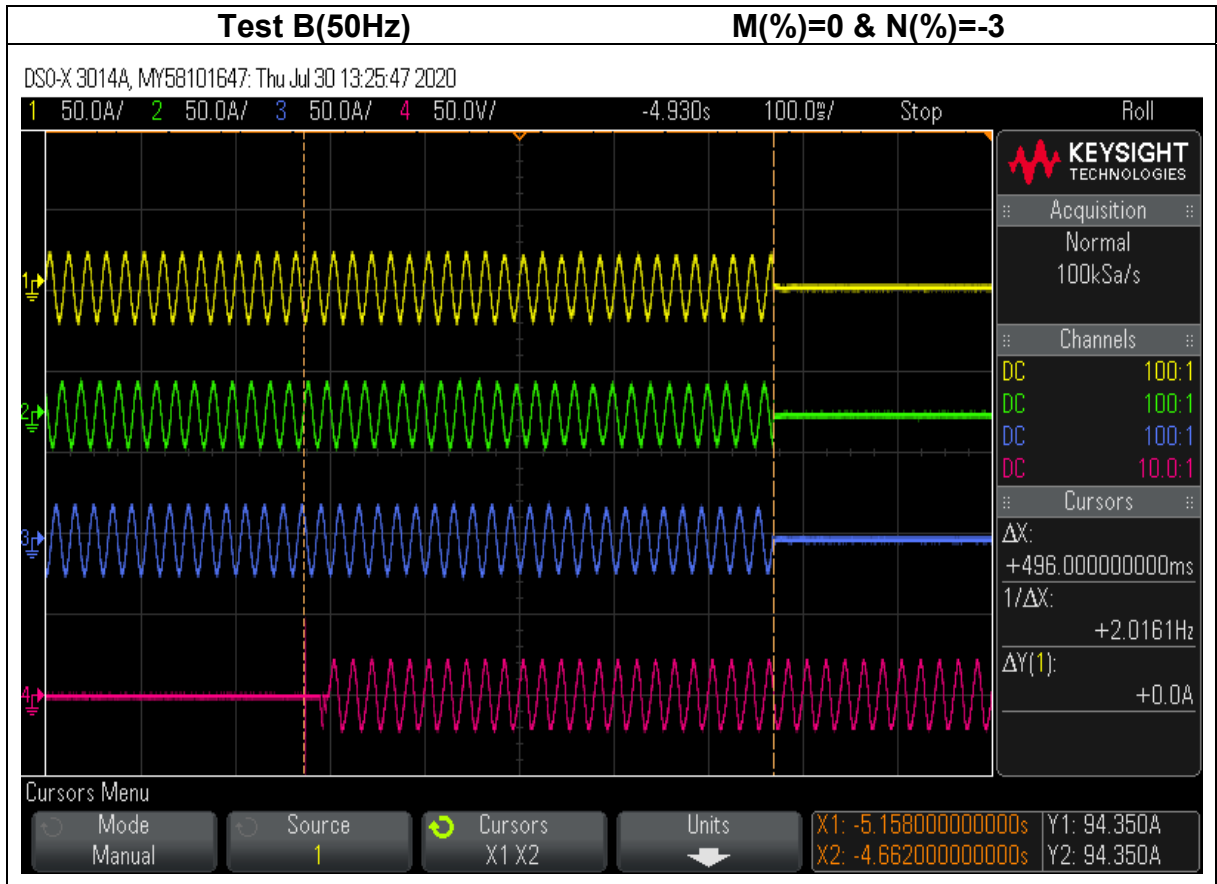 Test B(50Hz) M(%)=0 & N(%)=-3
DSO-X 3014A, MY58101647: Thu Jul 30 13:25:47 2020
1 50.0A/ 2 50.0A/ 3 50.0A/ 4 50.0V/ -4.930s 100.0ms/ Stop Roll
KEYSIGHT
TECHNOLOGIES
Acquisition
Normal
100kSa/s
Channels
DC 100:1
DC 100:1
DC 100:1
DC 10.0:1
Cursors
ΔX:
+496.000000000ms
1/ΔX:
+2.0161Hz
ΔY(1):
+0.0A
1
2
3
4
Cursors Menu
Mode
Manual
Source
1
Cursors
X1 X2
Units
X1: -5.158000000000s Y1: 94.350A
X2: -4.662000000000s Y2: 94.350A